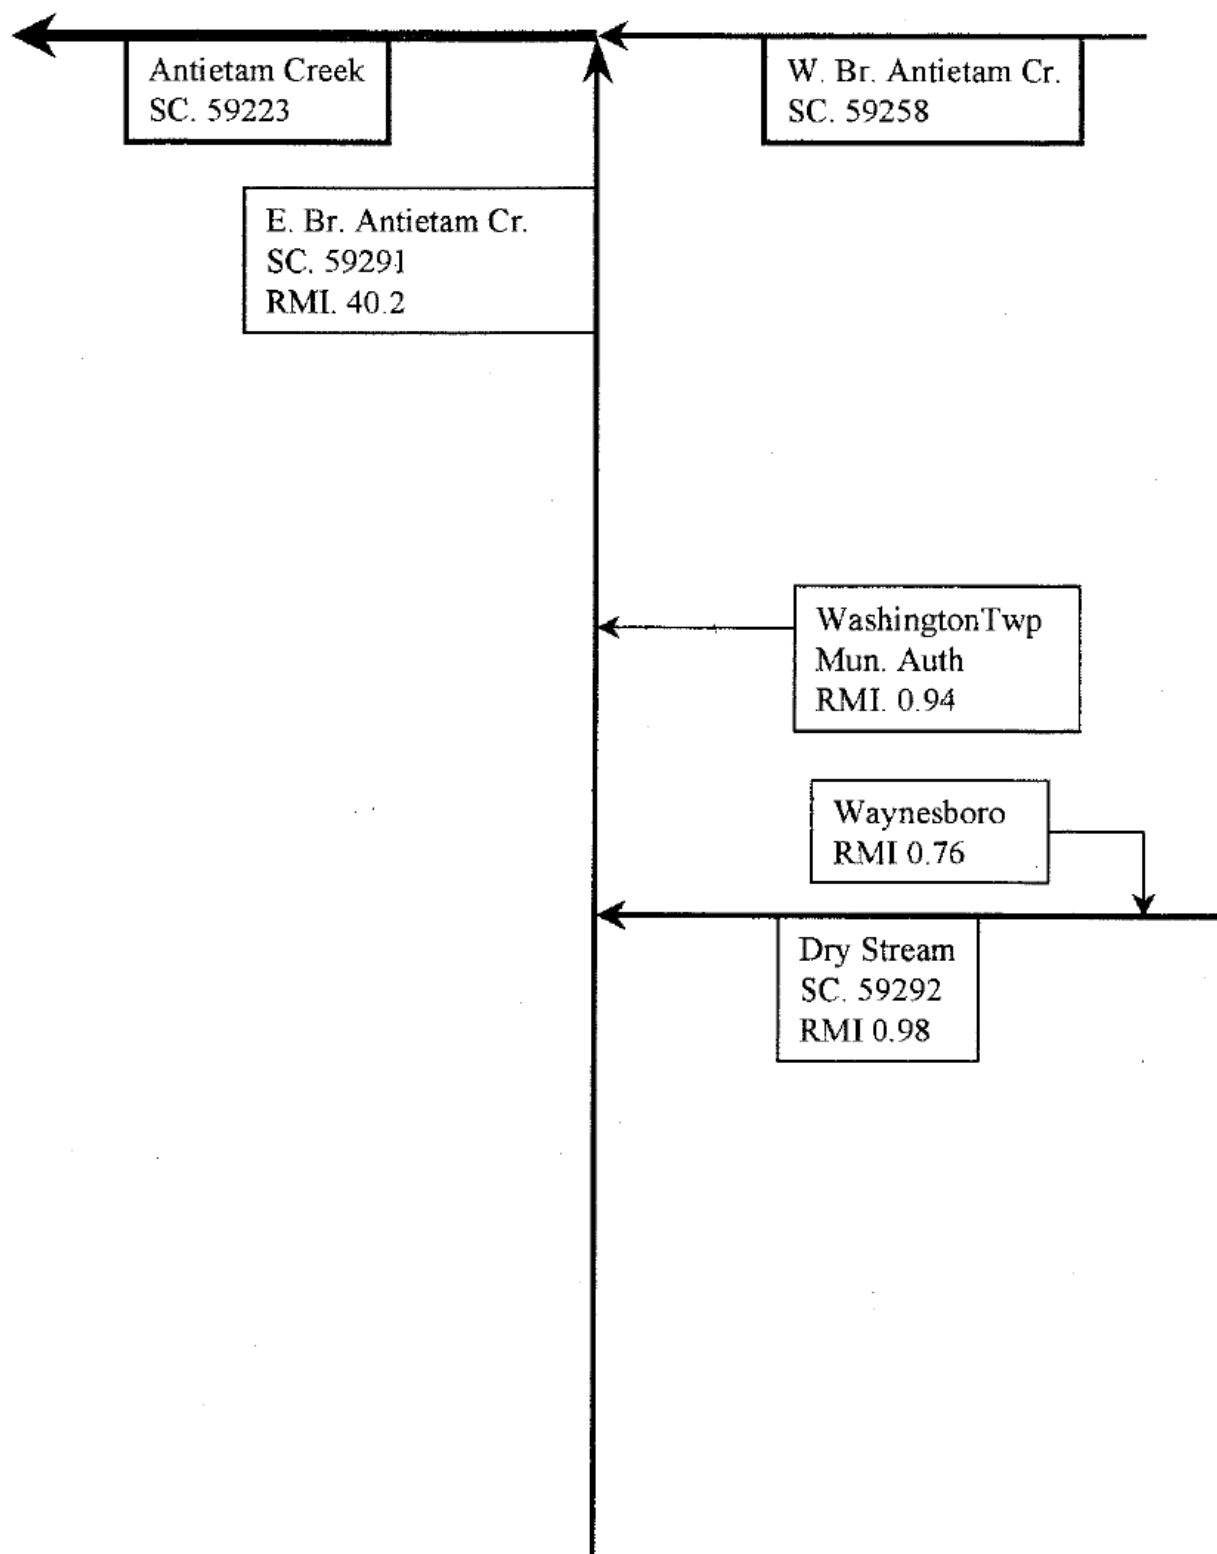 Antietam Creek
SC. 59223
W. Br. Antietam Cr.
SC. 59258
E. Br. Antietam Cr.
SC. 59291
RMI. 40.2
WashingtonTwp
Mun. Auth
RMI. 0.94
Waynesboro
RMI 0.76
Dry Stream
SC. 59292
RMI 0.98